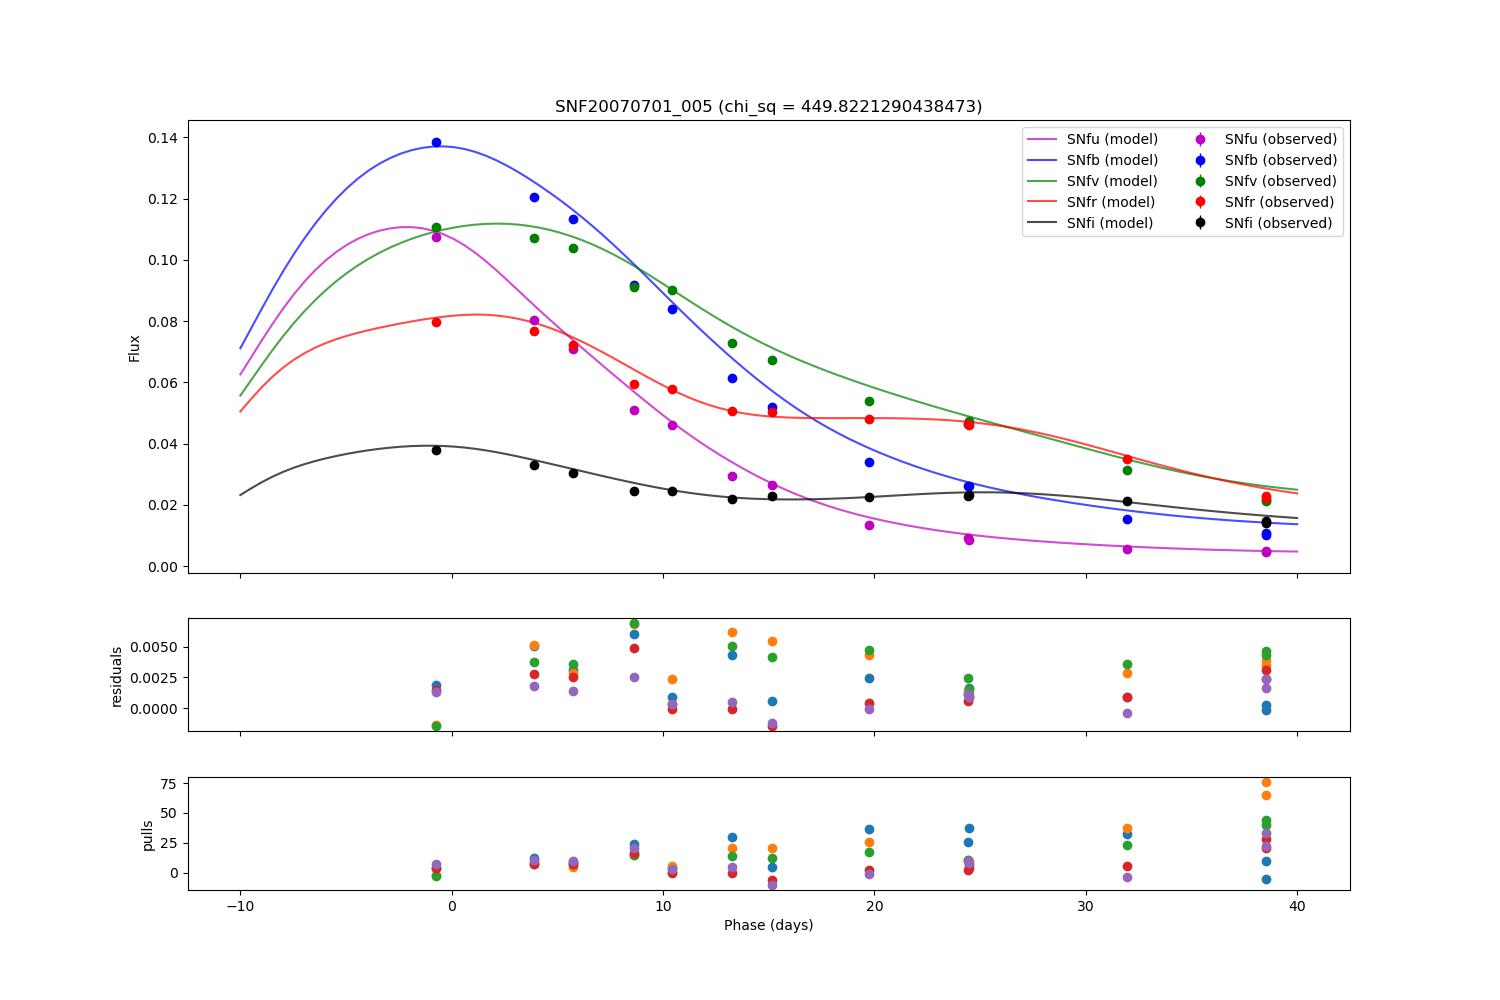 SNF20070701_005 (chi_sq = 449.8221290438473)
SNfu (model)
SNfb (model)
SNfv (model)
SNfr (model)
SNfi (model)
SNfu (observed)
SNfb (observed)
SNfv (observed)
SNfr (observed)
SNfi (observed)
Flux
0.14
0.12
0.10
0.08
0.06
0.04
0.02
0.00
residuals
0.0050
0.0025
0.0000
pulls
75
50
25
0
−10
0
10
20
30
40
Phase (days)